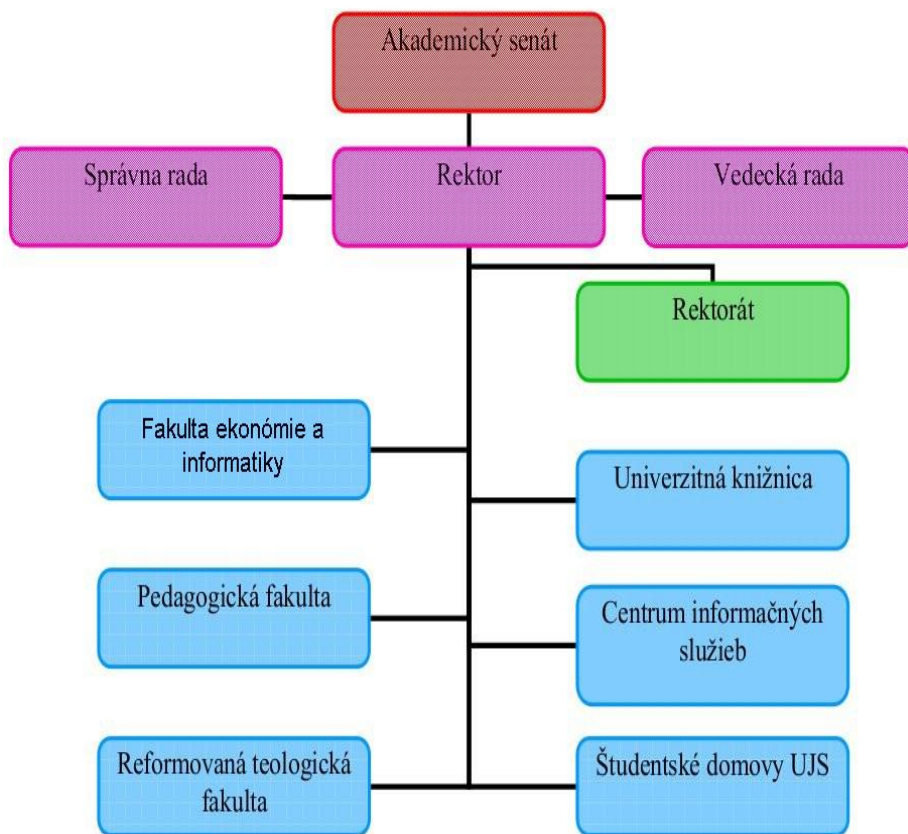 Akademický senát
Správna rada
Rektor
Vedecká rada
Rektorát
Fakulta ekonómie a
informatiky
Univerzitná knižnica
Pedagogická fakulta
Centrum informačných
služieb
Reformovaná teologická
fakulta
Študentské domovy UJS